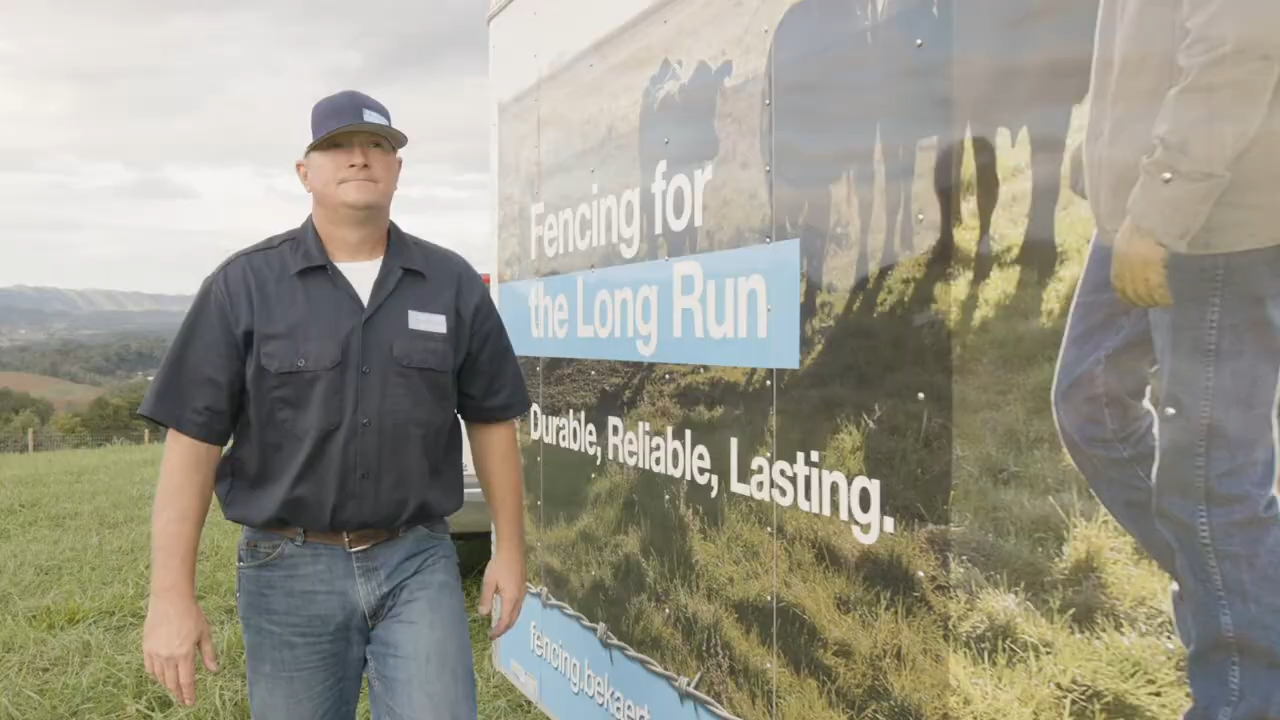 Fencing for
the Long Run
Durable, Reliable, Lasting.
fencing.bekaert